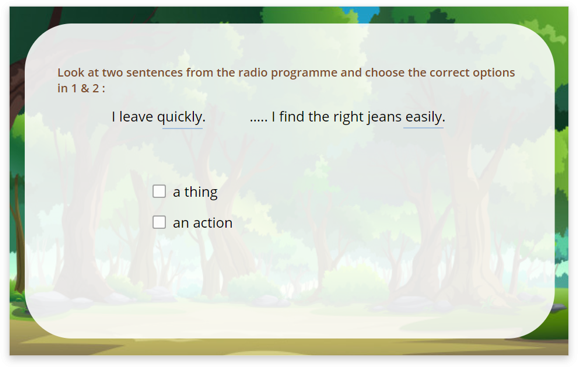 Look at two sentences from the radio programme and choose the correct options
in 1 & 2 :
I leave quickly. ..... I find the right jeans easily.
a thing
an action